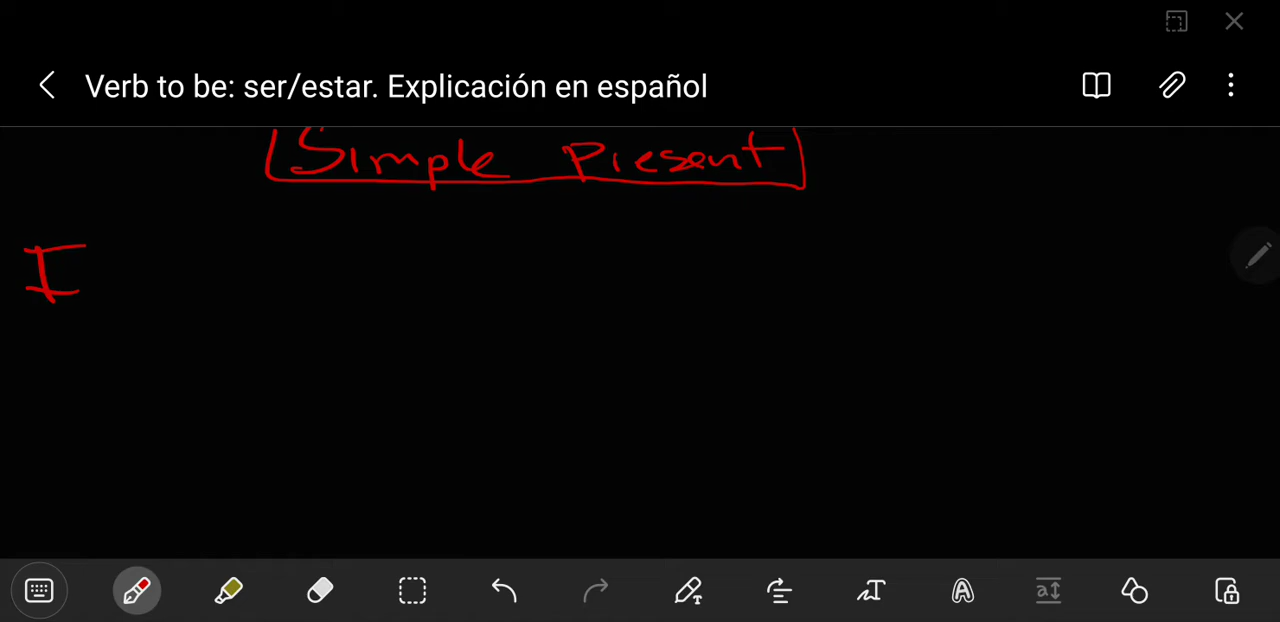 Verb to be: ser/estar. Explicación en español
Simple Present
I